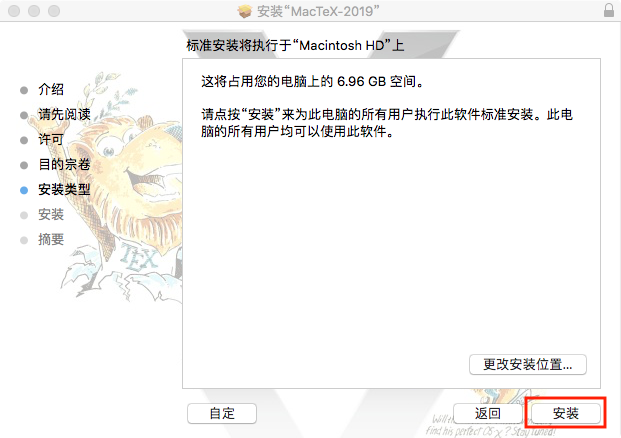 安装“MacTeX-2019”
标准安装将执行于“Macintosh HD”上
介绍
请先阅读
许可
目的宗卷
安装类型
安装
摘要
这将占用您的电脑上的 6.96 GB 空间。
请点按“安装”来为此电脑的所有用户执行此软件标准安装。此电
脑的所有用户均可以使用此软件。
TEX
更改安装位置...
自定
返回
安装
find his perfect OS-X? Stay tuned!